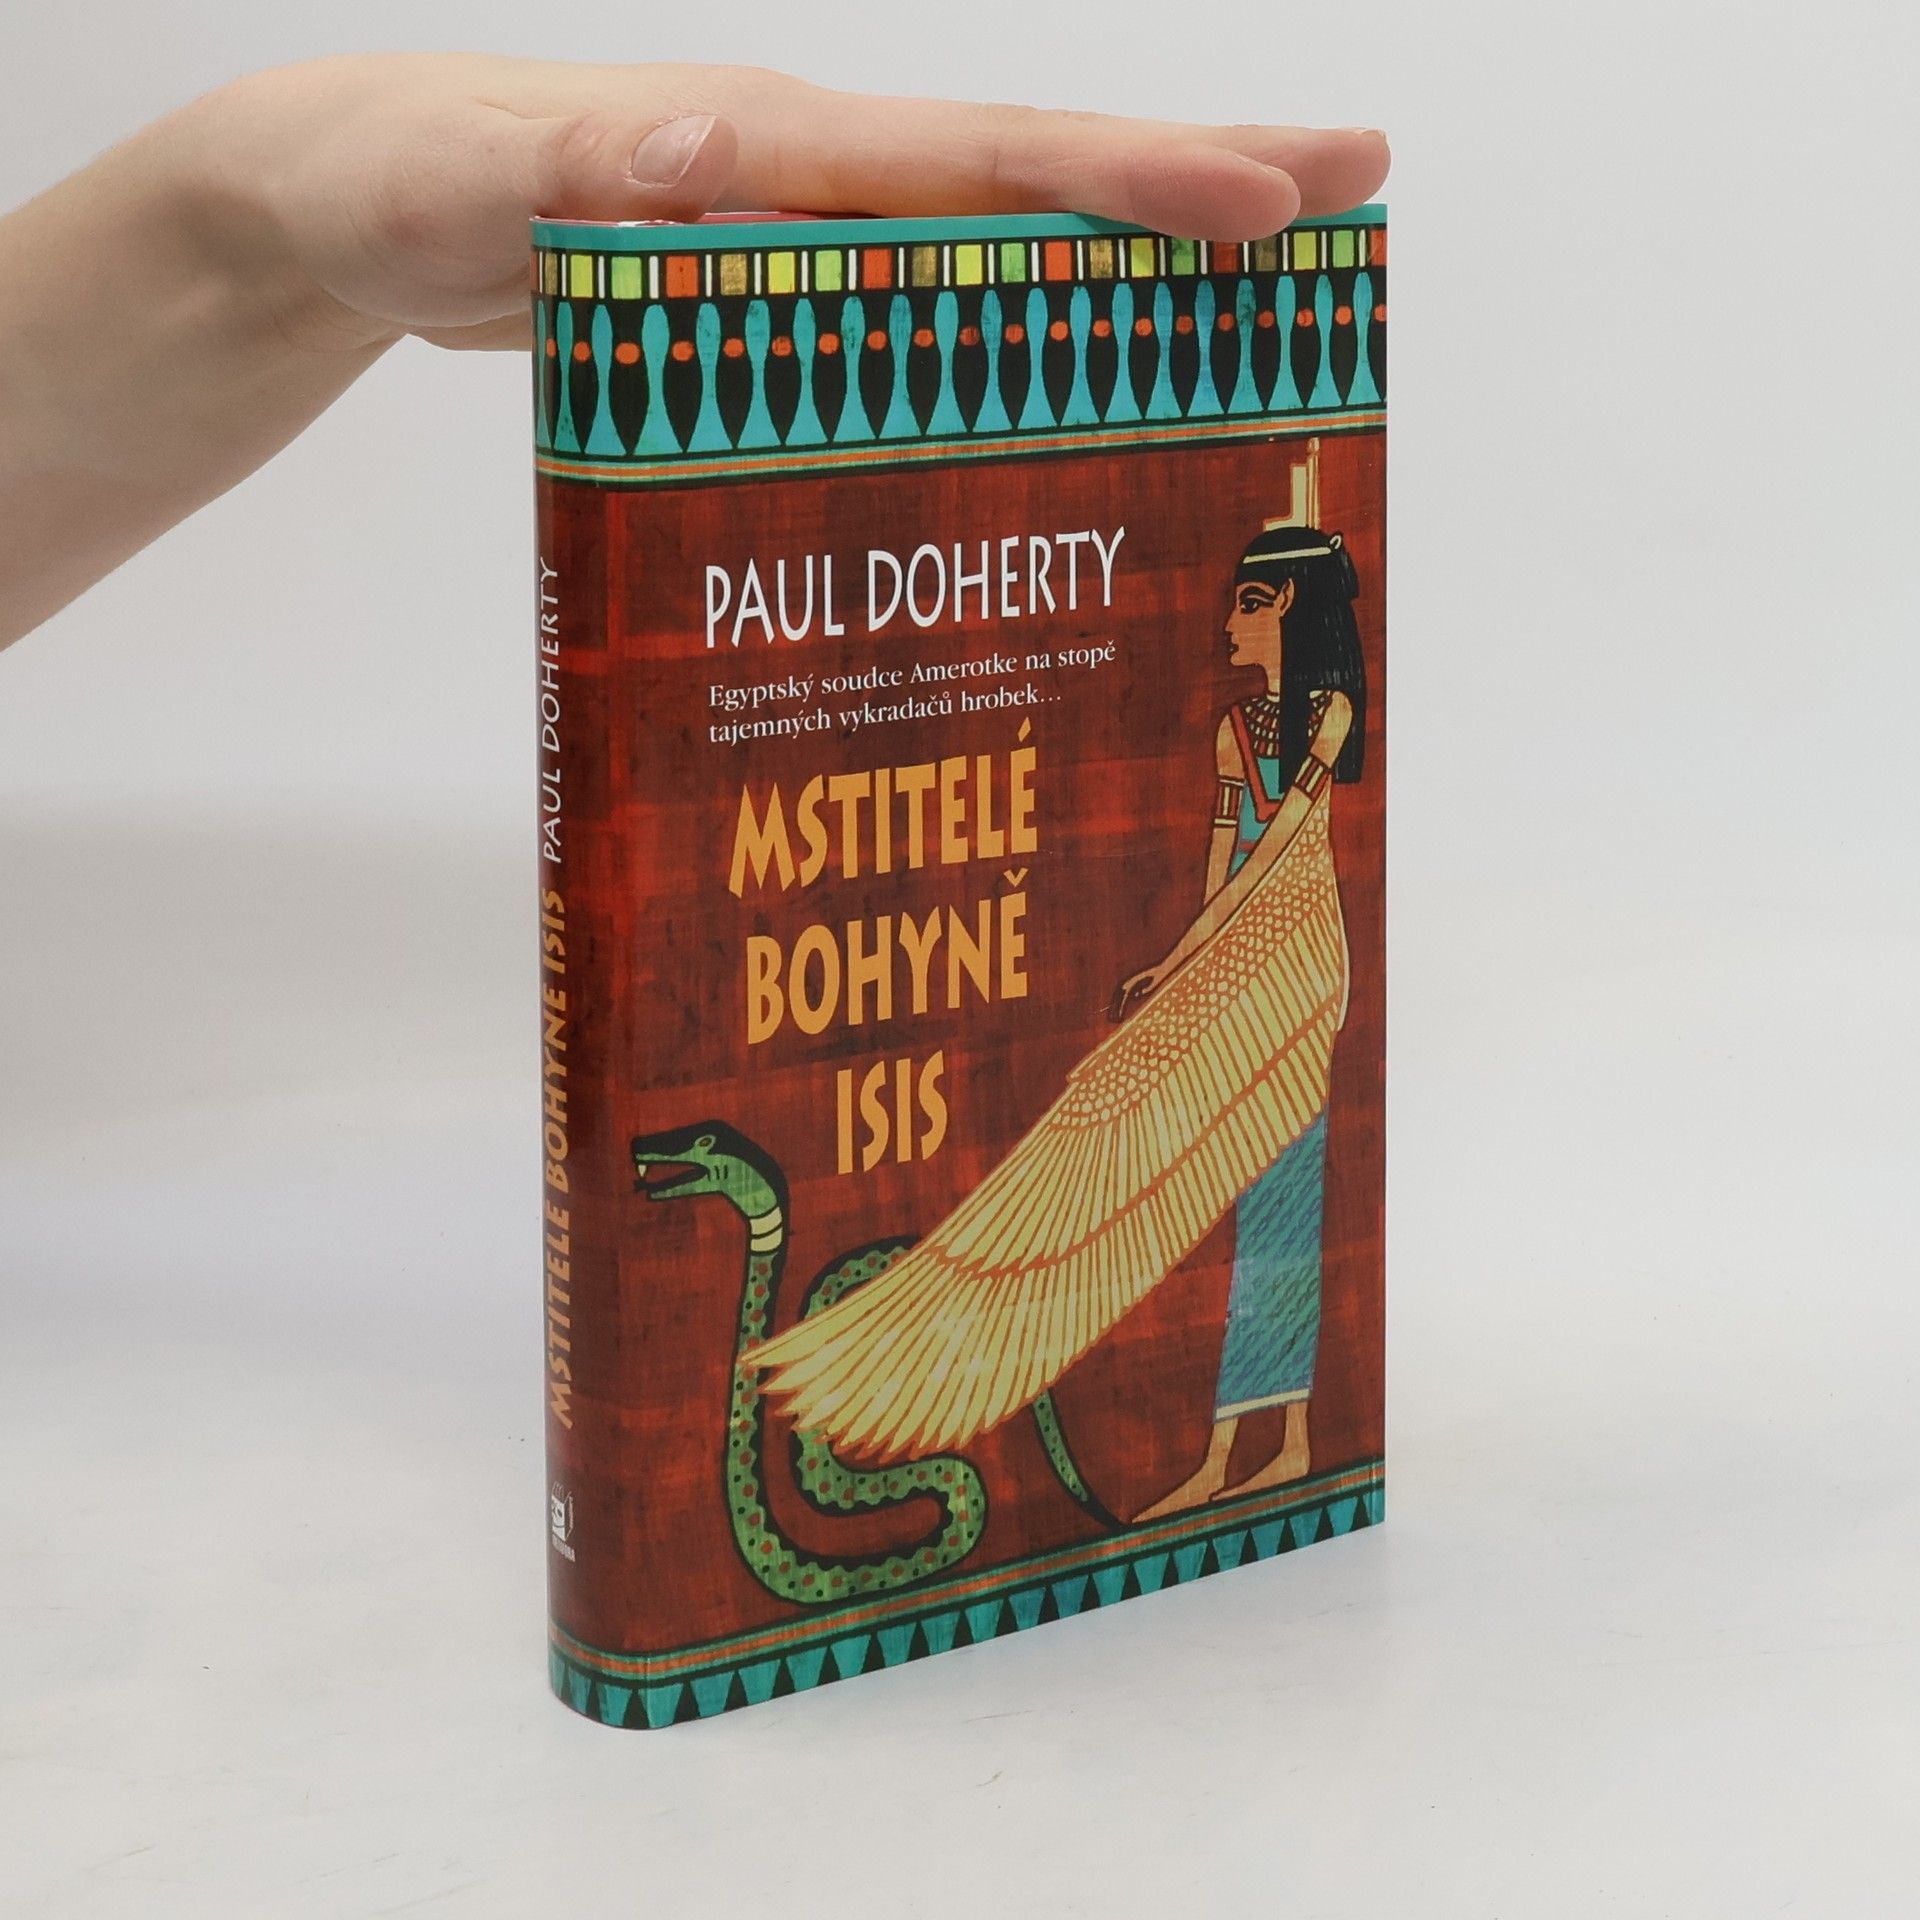 PAUL DOHERTY
Egyptský soudce Amerotke na stopě
tajemných vykradačů hrobek...
MSTITELÉ
BOHYNĚ
ISIS
MSTITELÉ BOHYNĚ ISIS PAUL DOHERTY